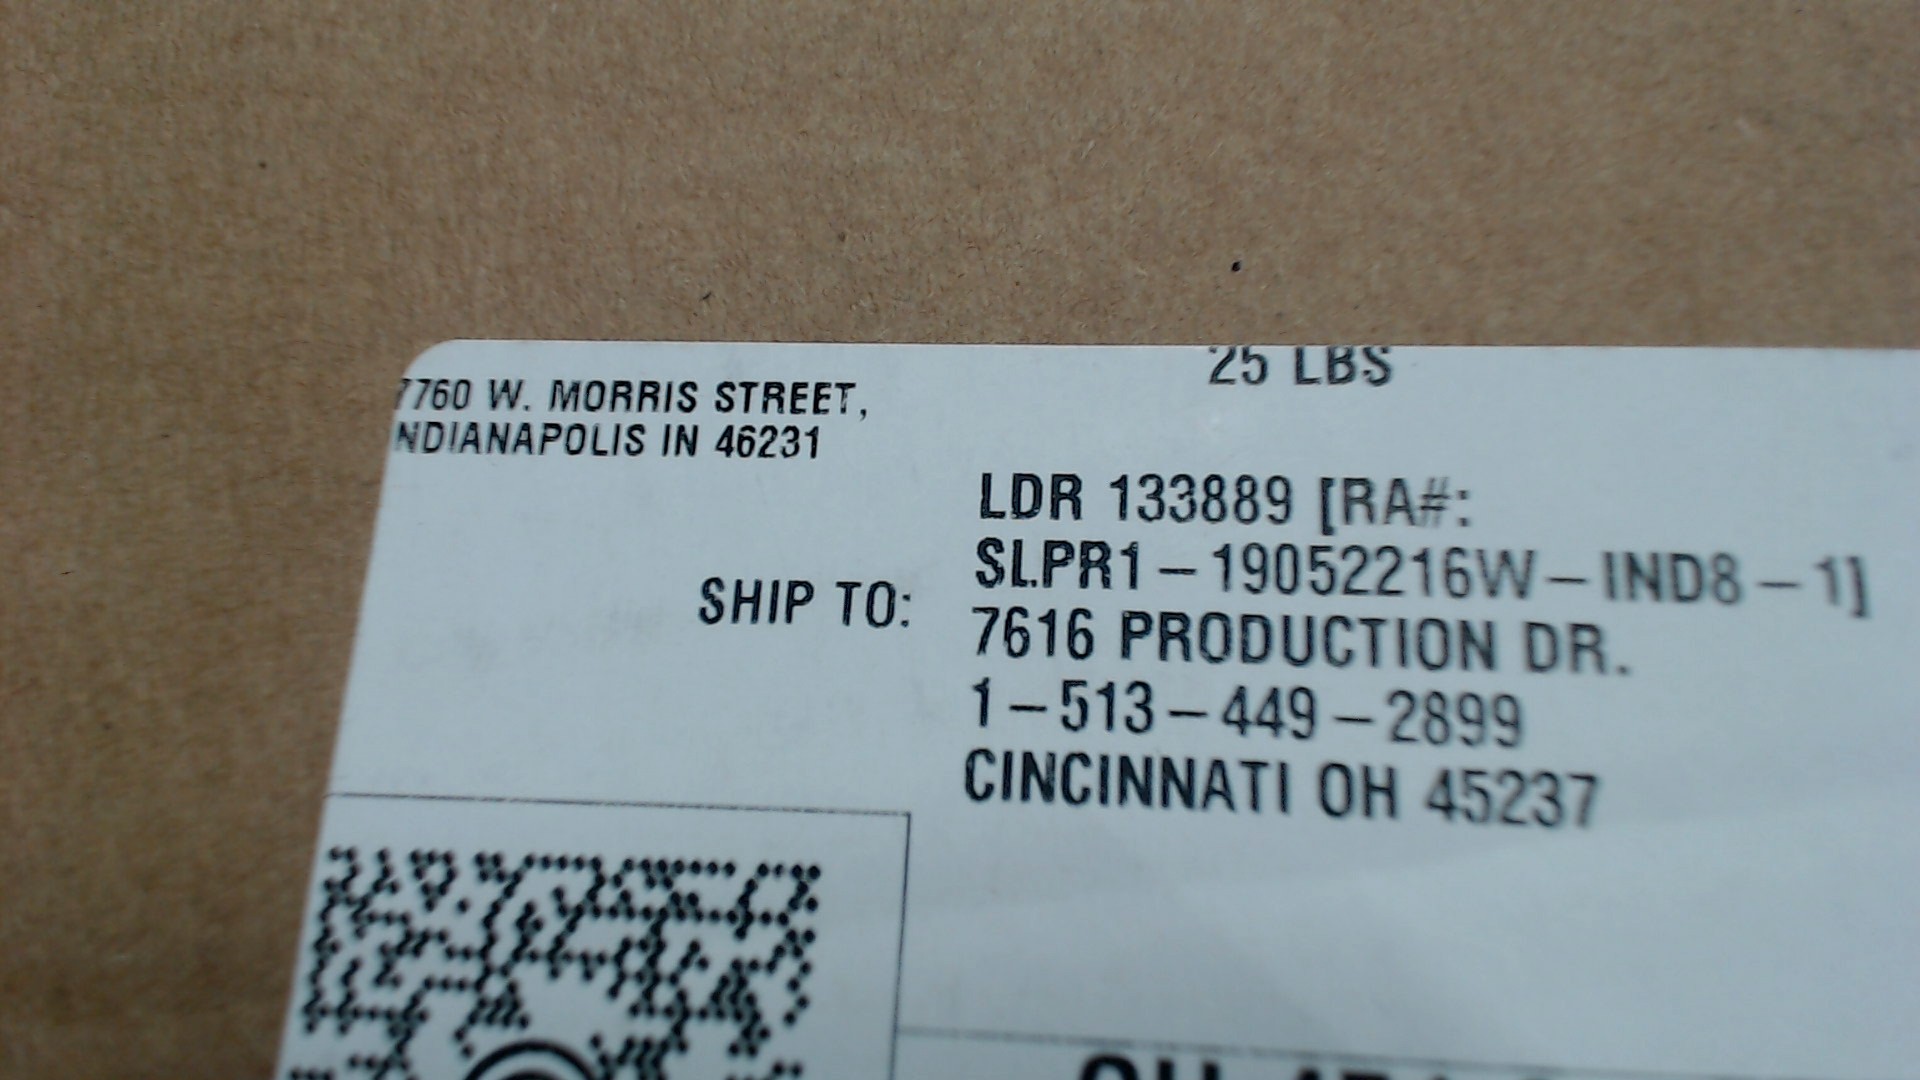 25 LBS
7760 W. MORRIS STREET,
NDIANAPOLIS IN 46231
SHIP TO:
LDR 133889 [RA#:
SLPR1-19052216W-IND8-1]
7616 PRODUCTION DR.
1-513-449-2899
CINCINNATI OH 45237